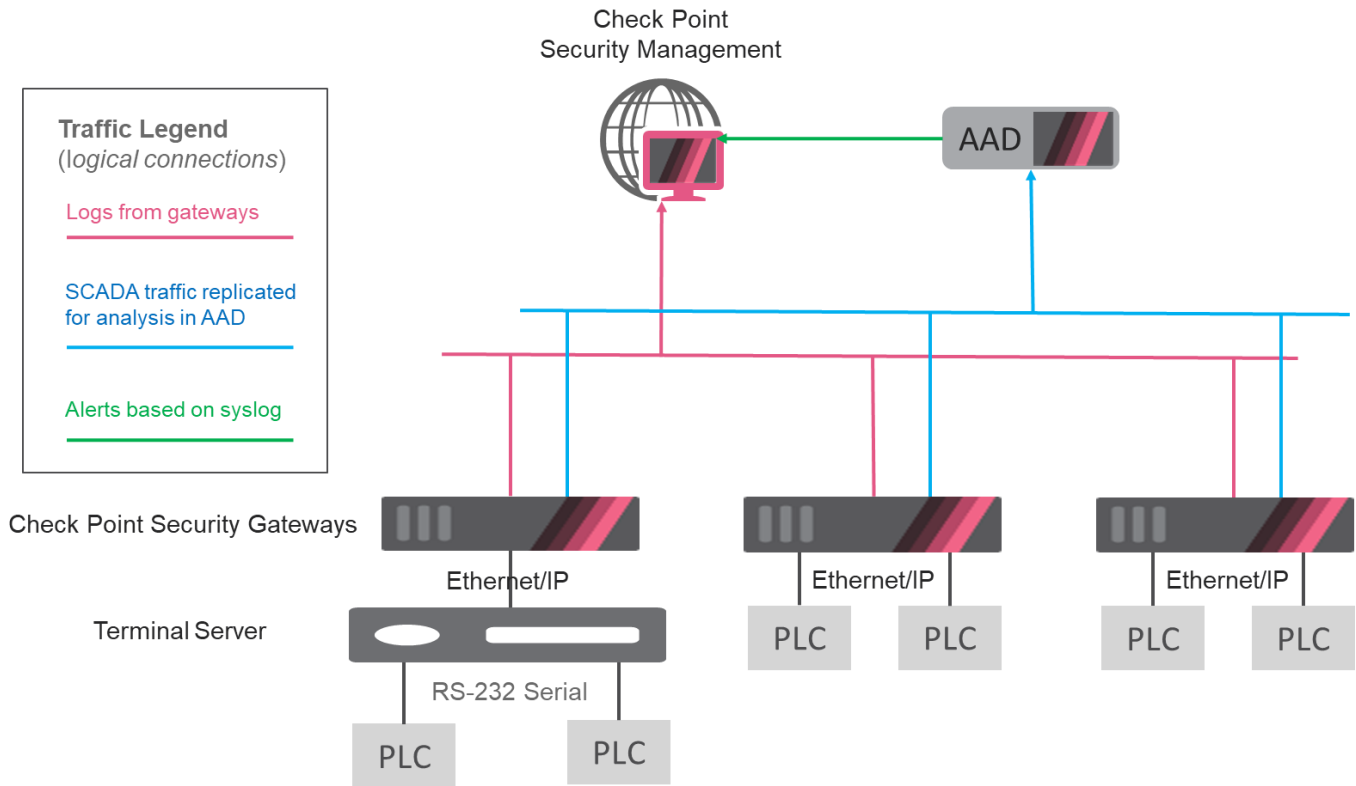 Check Point
Security Management
AAD
Traffic Legend
(logical connections)
Logs from gateways
SCADA traffic replicated
for analysis in AAD
Alerts based on syslog
Check Point Security Gateways
Ethernet/IP
Ethernet/IP
Ethernet/IP
Terminal Server
PLC
PLC
PLC
PLC
RS-232 Serial
PLC
PLC